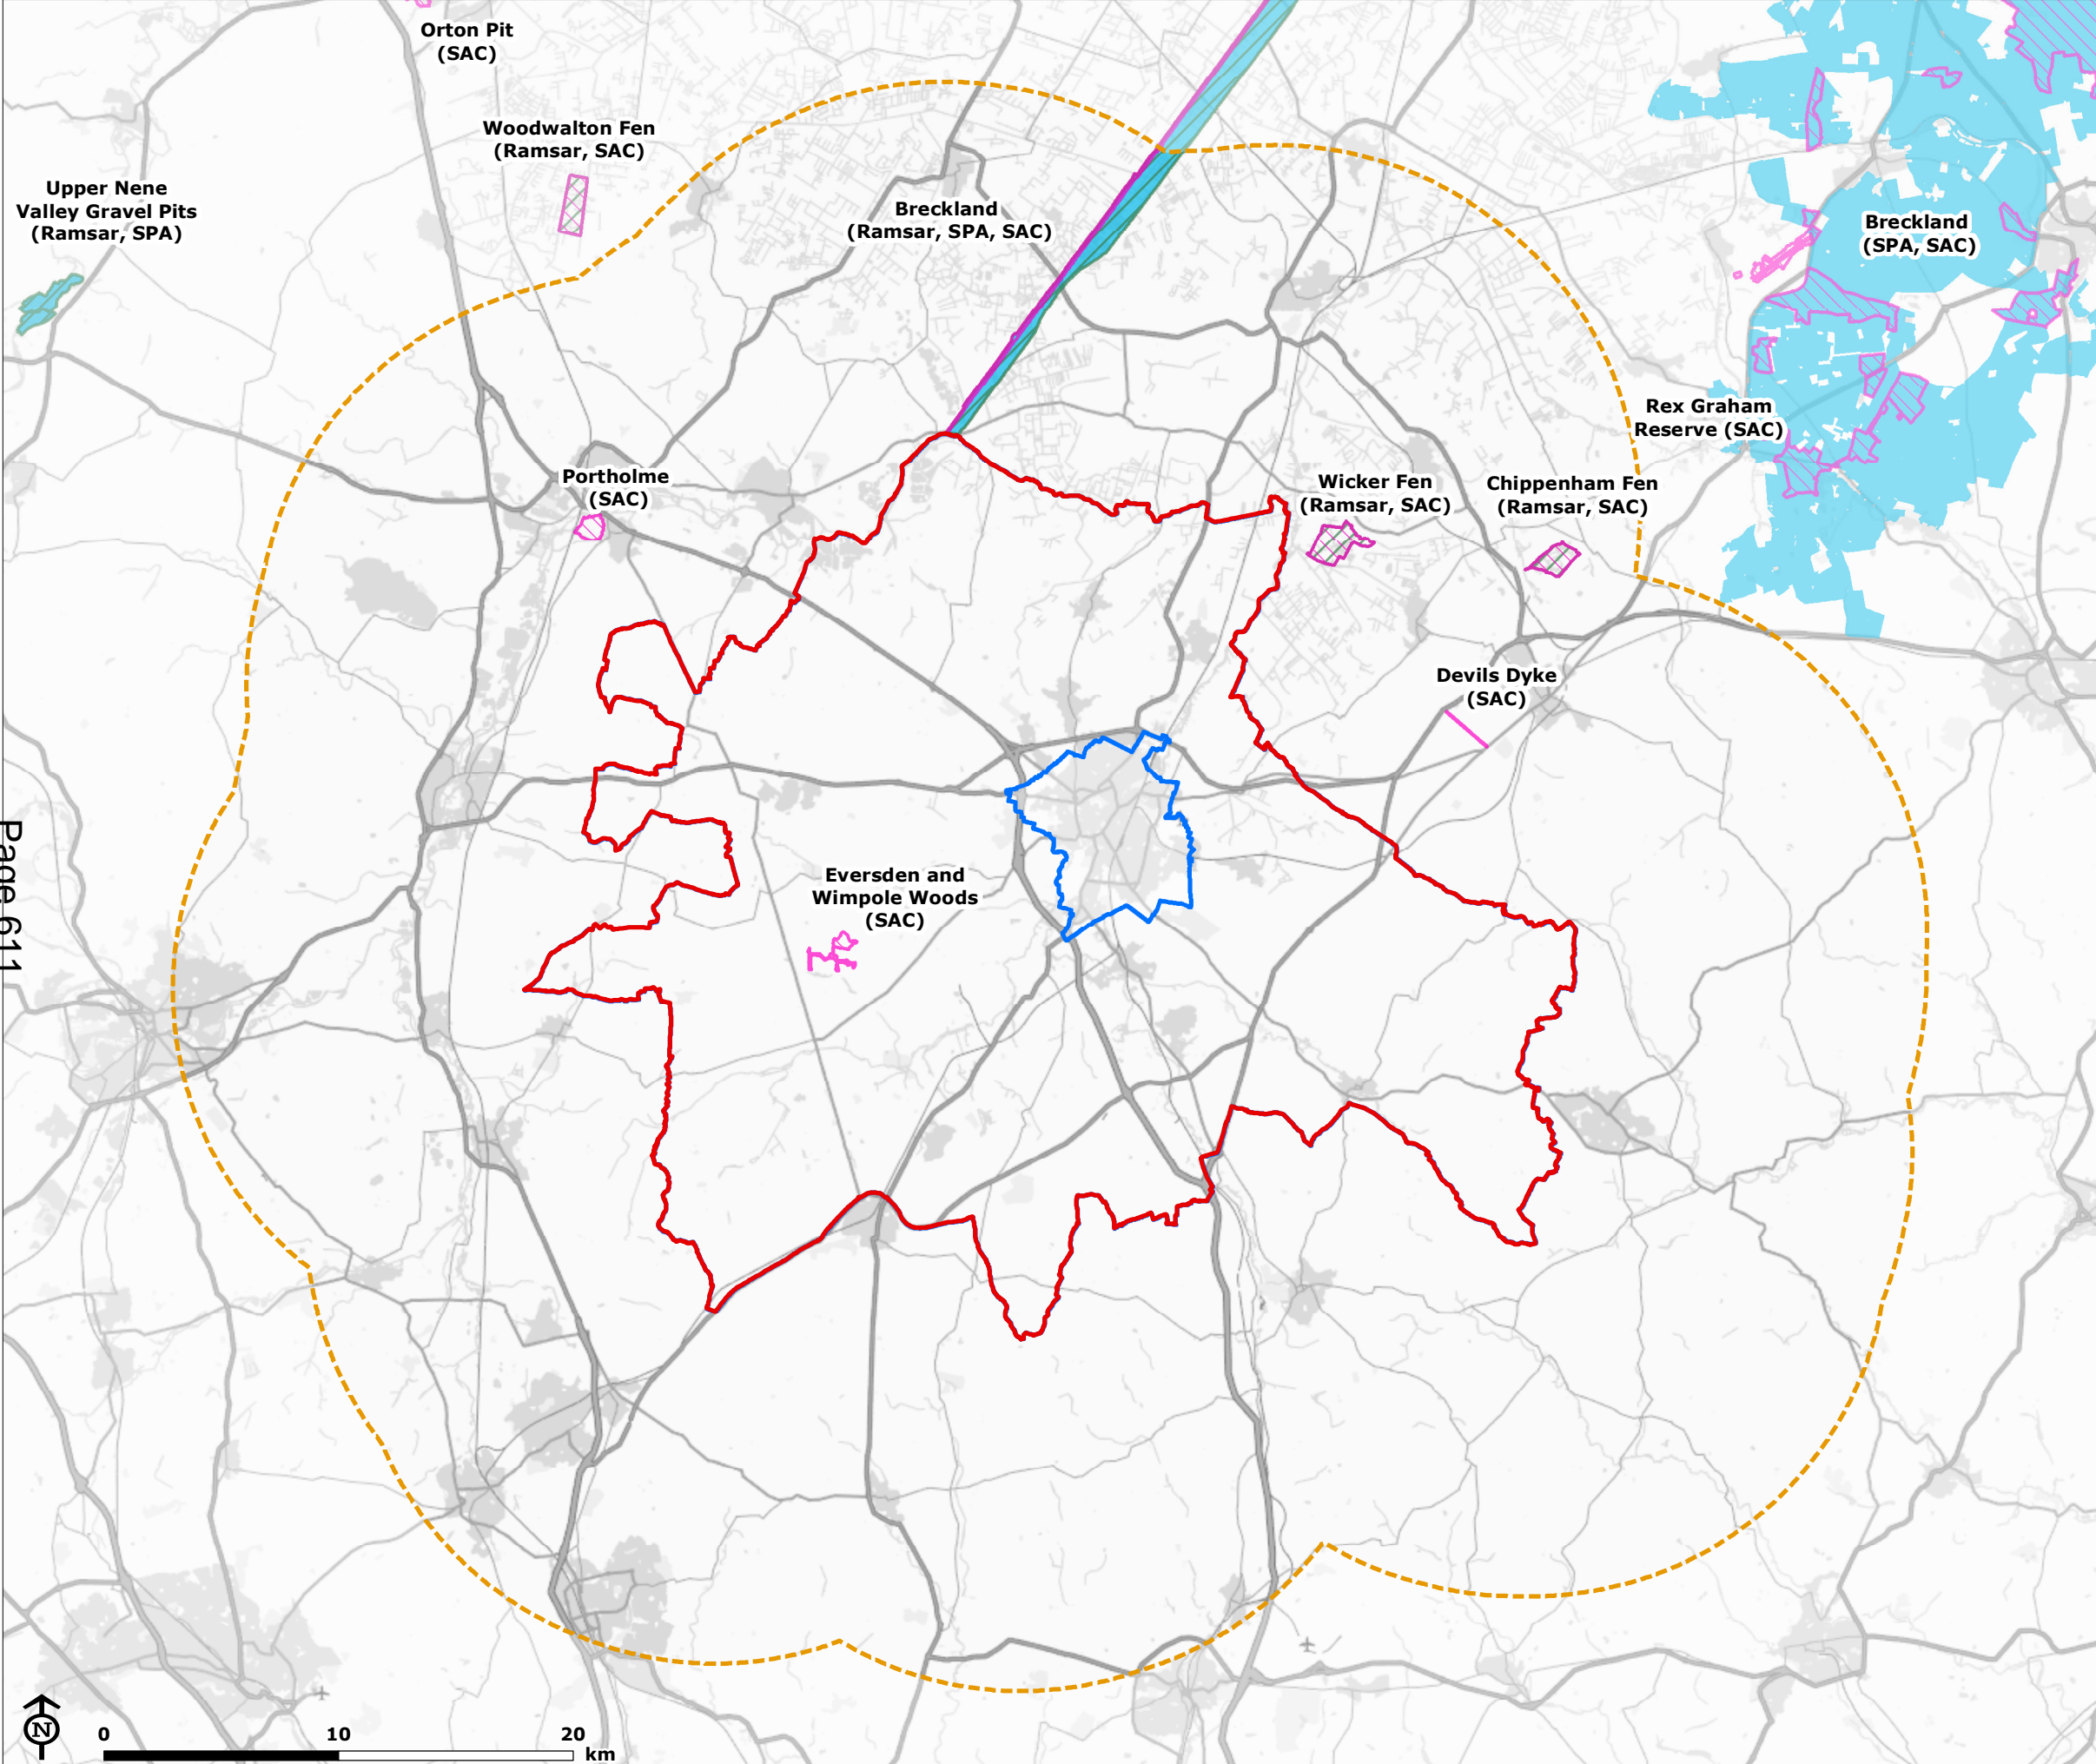 Orton Pit
(SAC)
Woodwalton Fen
(Ramsar, SAC)
Upper Nene
Valley Gravel Pits
(Ramsar, SPA)
Breckland
(Ramsar, SPA, SAC)
Breckland
(SPA, SAC)
Rex Graham
Reserve (SAC)
Portholme
(SAC)
Wicker Fen
(Ramsar, SAC)
Chippenham Fen
(Ramsar, SAC)
Devils Dyke
(SAC)
Page 611
Eversden and
Wimpole Woods
(SAC)
N
0 10 20
km